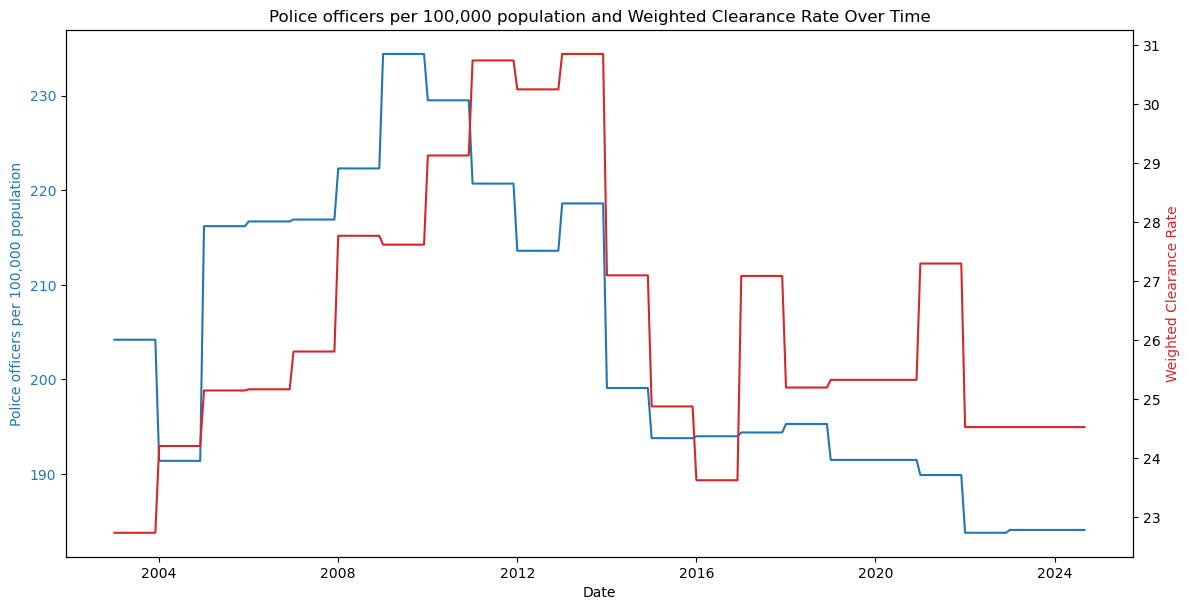 Police officers per 100,000 population and Weighted Clearance Rate Over Time
Police officers per 100,000 population
230
220
210
200
190
31
30
29
28
27
26
25
24
23
Weighted Clearance Rate
2004 2008 2012 2016 2020 2024
Date